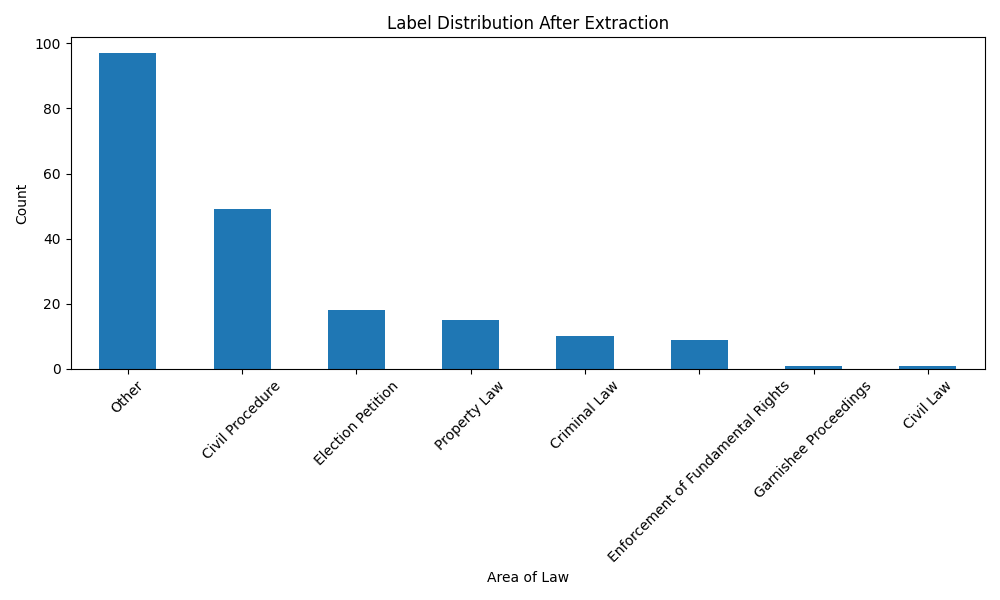 Label Distribution After Extraction
100
80
60
40
20
0
Count
Other
Civil Procedure
Election Petition
Property Law
Criminal Law
Enforcement of Fundamental Rights
Garnishee Proceedings
Civil Law
Area of Law